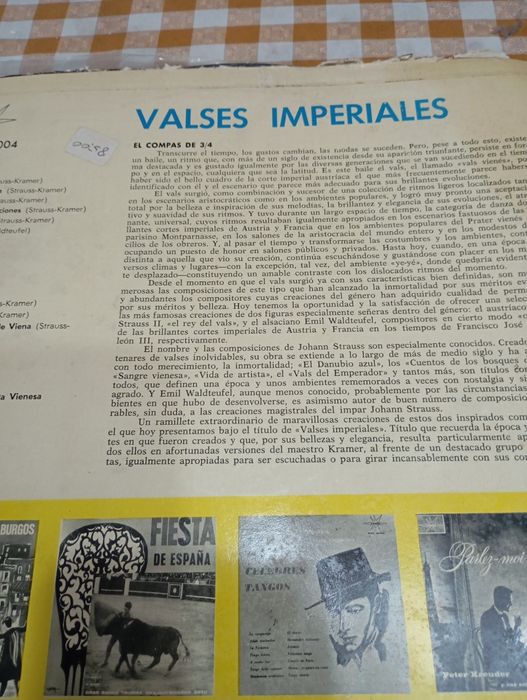 VALSES IMPERIALES
004
85,00
EL COMPAS DE 3/4
Transcurre el tiempo, los gustos cambian, las modas se suceden. Pero, pese a todo esto, existe
un baile, un ritmo que, con más de un siglo de existencia desde su aparición triunfante, persiste en for-
ma destacada y es gustado igualmente por las diversas generaciones que se van sucediendo en el tiem-
po y en el espacio, cualquiera que sea la latitud. Es este baile el vals, el llamado «vals vienés», por
haber sido el bello cuadro de la corte imperial austríaca el que más frecuentemente parece haber
identificado con él y el escenario que parece más adecuado para sus brillantes evoluciones.
El vals surgió, como combinación y sucesor de una colección de ritmos ligeros localizados tan
en los escenarios aristocráticos como en los ambientes populares, y logró muy pronto una aceptaci
total por la belleza e inspiración de sus melodías, la brillantez y elegancia de sus evoluciones, el atra
tivo y suavidad de sus ritmos. Y tuvo durante un largo espacio de tiempo, la categoría de danza do
nante, universal, cuyos ritmos resultaban igualmente apropiados en los escenarios fastuosos de las
llantes cortes imperiales de Austria y Francia que en los ambientes populares del Prater vienés
parisino Montparnasse, en los salones de la aristocracia del mundo entero y en los modestos d
cilios de los obreros. Y, al pasar el tiempo y transformarse las costumbres y los ambientes, cont
ocupando un puesto de honor en salones públicos y privados. Hasta hoy, cuando, en una época
distinta a aquella que vio su creación, continúa escuchándose y gustándose con placer en los m
versos climas y lugares—con la excepción, tal vez, del ambiente «yeyé», donde quedaría evident
te desplazado—constituyendo un amable contraste con los dislocados ritmos del momento.
Desde el momento en que el vals surgió ya con sus características bien definidas, son n
merosas las composiciones de este tipo que han alcanzado la inmortalidad por sus méritos ex
y abundantes los compositores cuyas creaciones del género han adquirido cualidad de perm
por sus méritos y belleza. Hoy tenemos la oportunidad y la satisfacción de ofrecer una selec
las más famosas creaciones de dos figuras especialmente señeras dentro del género: el austríaco
Strauss II, «el rey del vals», y el alsaciano Emil Waldteufel, compositores en cierto modo «
de las brillantes cortes imperiales de Austria y Francia en los tiempos de Francisco José
león III, respectivamente.
El nombre y las composiciones de Johann Strauss son especialmente conocidos. Creado
tenares de valses inolvidables, su obra se extiende a lo largo de más de medio siglo y ha a
con todo merecimiento, la inmortalidad; «El Danubio azul», los «Cuentos de los bosques d
«Sangre vienesa», «Vida de artista», el «Vals del Emperador» y tantos más, son títulos con
todos, que definen una época y unos ambientes rememorados a veces con nostalgia y si
agrado. Y Emil Waldteufel, aunque menos conocido, probablemente por las circunstancias
bientes en que hubo de desenvolverse, es asimismo autor de buen número de composicio
rables, sin duda, a las creaciones magistrales del impar Johann Strauss.
Un ramillete extraordinario de maravillosas creaciones de estos dos inspirados com
el que hoy presentamos bajo el título de «Valses imperiales». Título que recuerda la época y
tes en que fueron creados y que, por sus bellezas y elegancia, resulta particularmente ap
dos ellos en afortunadas versiones del maestro Kramer, al frente de un destacado grupo
tas, igualmente apropiadas para ser escuchadas o para girar incansablemente con sus com
auss-Kramer)
(Strauss-Kramer)
auss-Kramer)
ciones (Strauss-Kramer)
Strauss-Kramer)
ldteufel)
Kramer)
de Viena (Strauss-
ta Vienesa
BURGOS
FIESTA
DE ESPAÑA
CELEBRES
TANGOS
Parlez-moi
Peter Kreuder